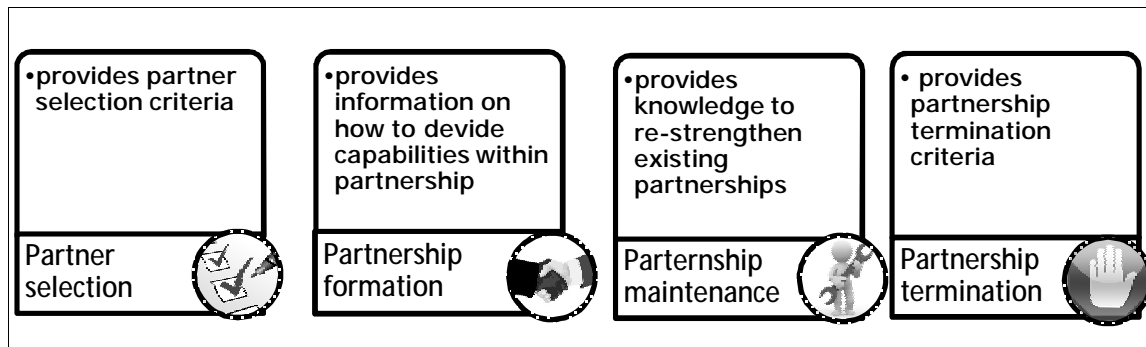 •provides partner
selection criteria
Partner
selection
•provides
information on
how to devide
capabilities within
partnership
Partnership
formation
•provides
knowledge to
re-strengthen
existing
partnerships
Parternship
maintenance
• provides
partnership
termination
criteria
Partnership
termination